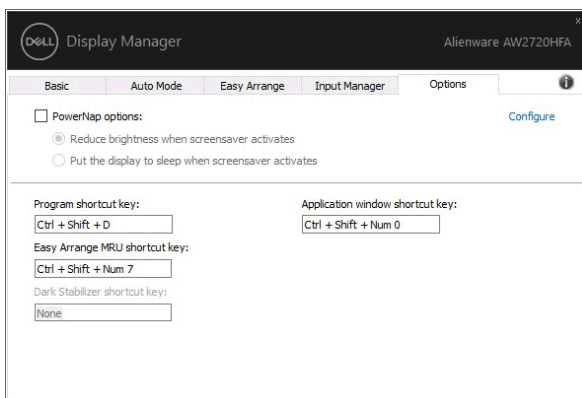 DELL Display Manager
Alienware AW2720HFA
x
Basic
Auto Mode
Easy Arrange
Input Manager
Options
i
PowerNap options:
Configure
Reduce brightness when screensaver activates
Put the display to sleep when screensaver activates
Program shortcut key:
Application window shortcut key:
Ctrl + Shift + D
Ctrl + Shift + Num 0
Easy Arrange MRU shortcut key:
Ctrl + Shift + Num 7
Dark Stabilizer shortcut key:
None